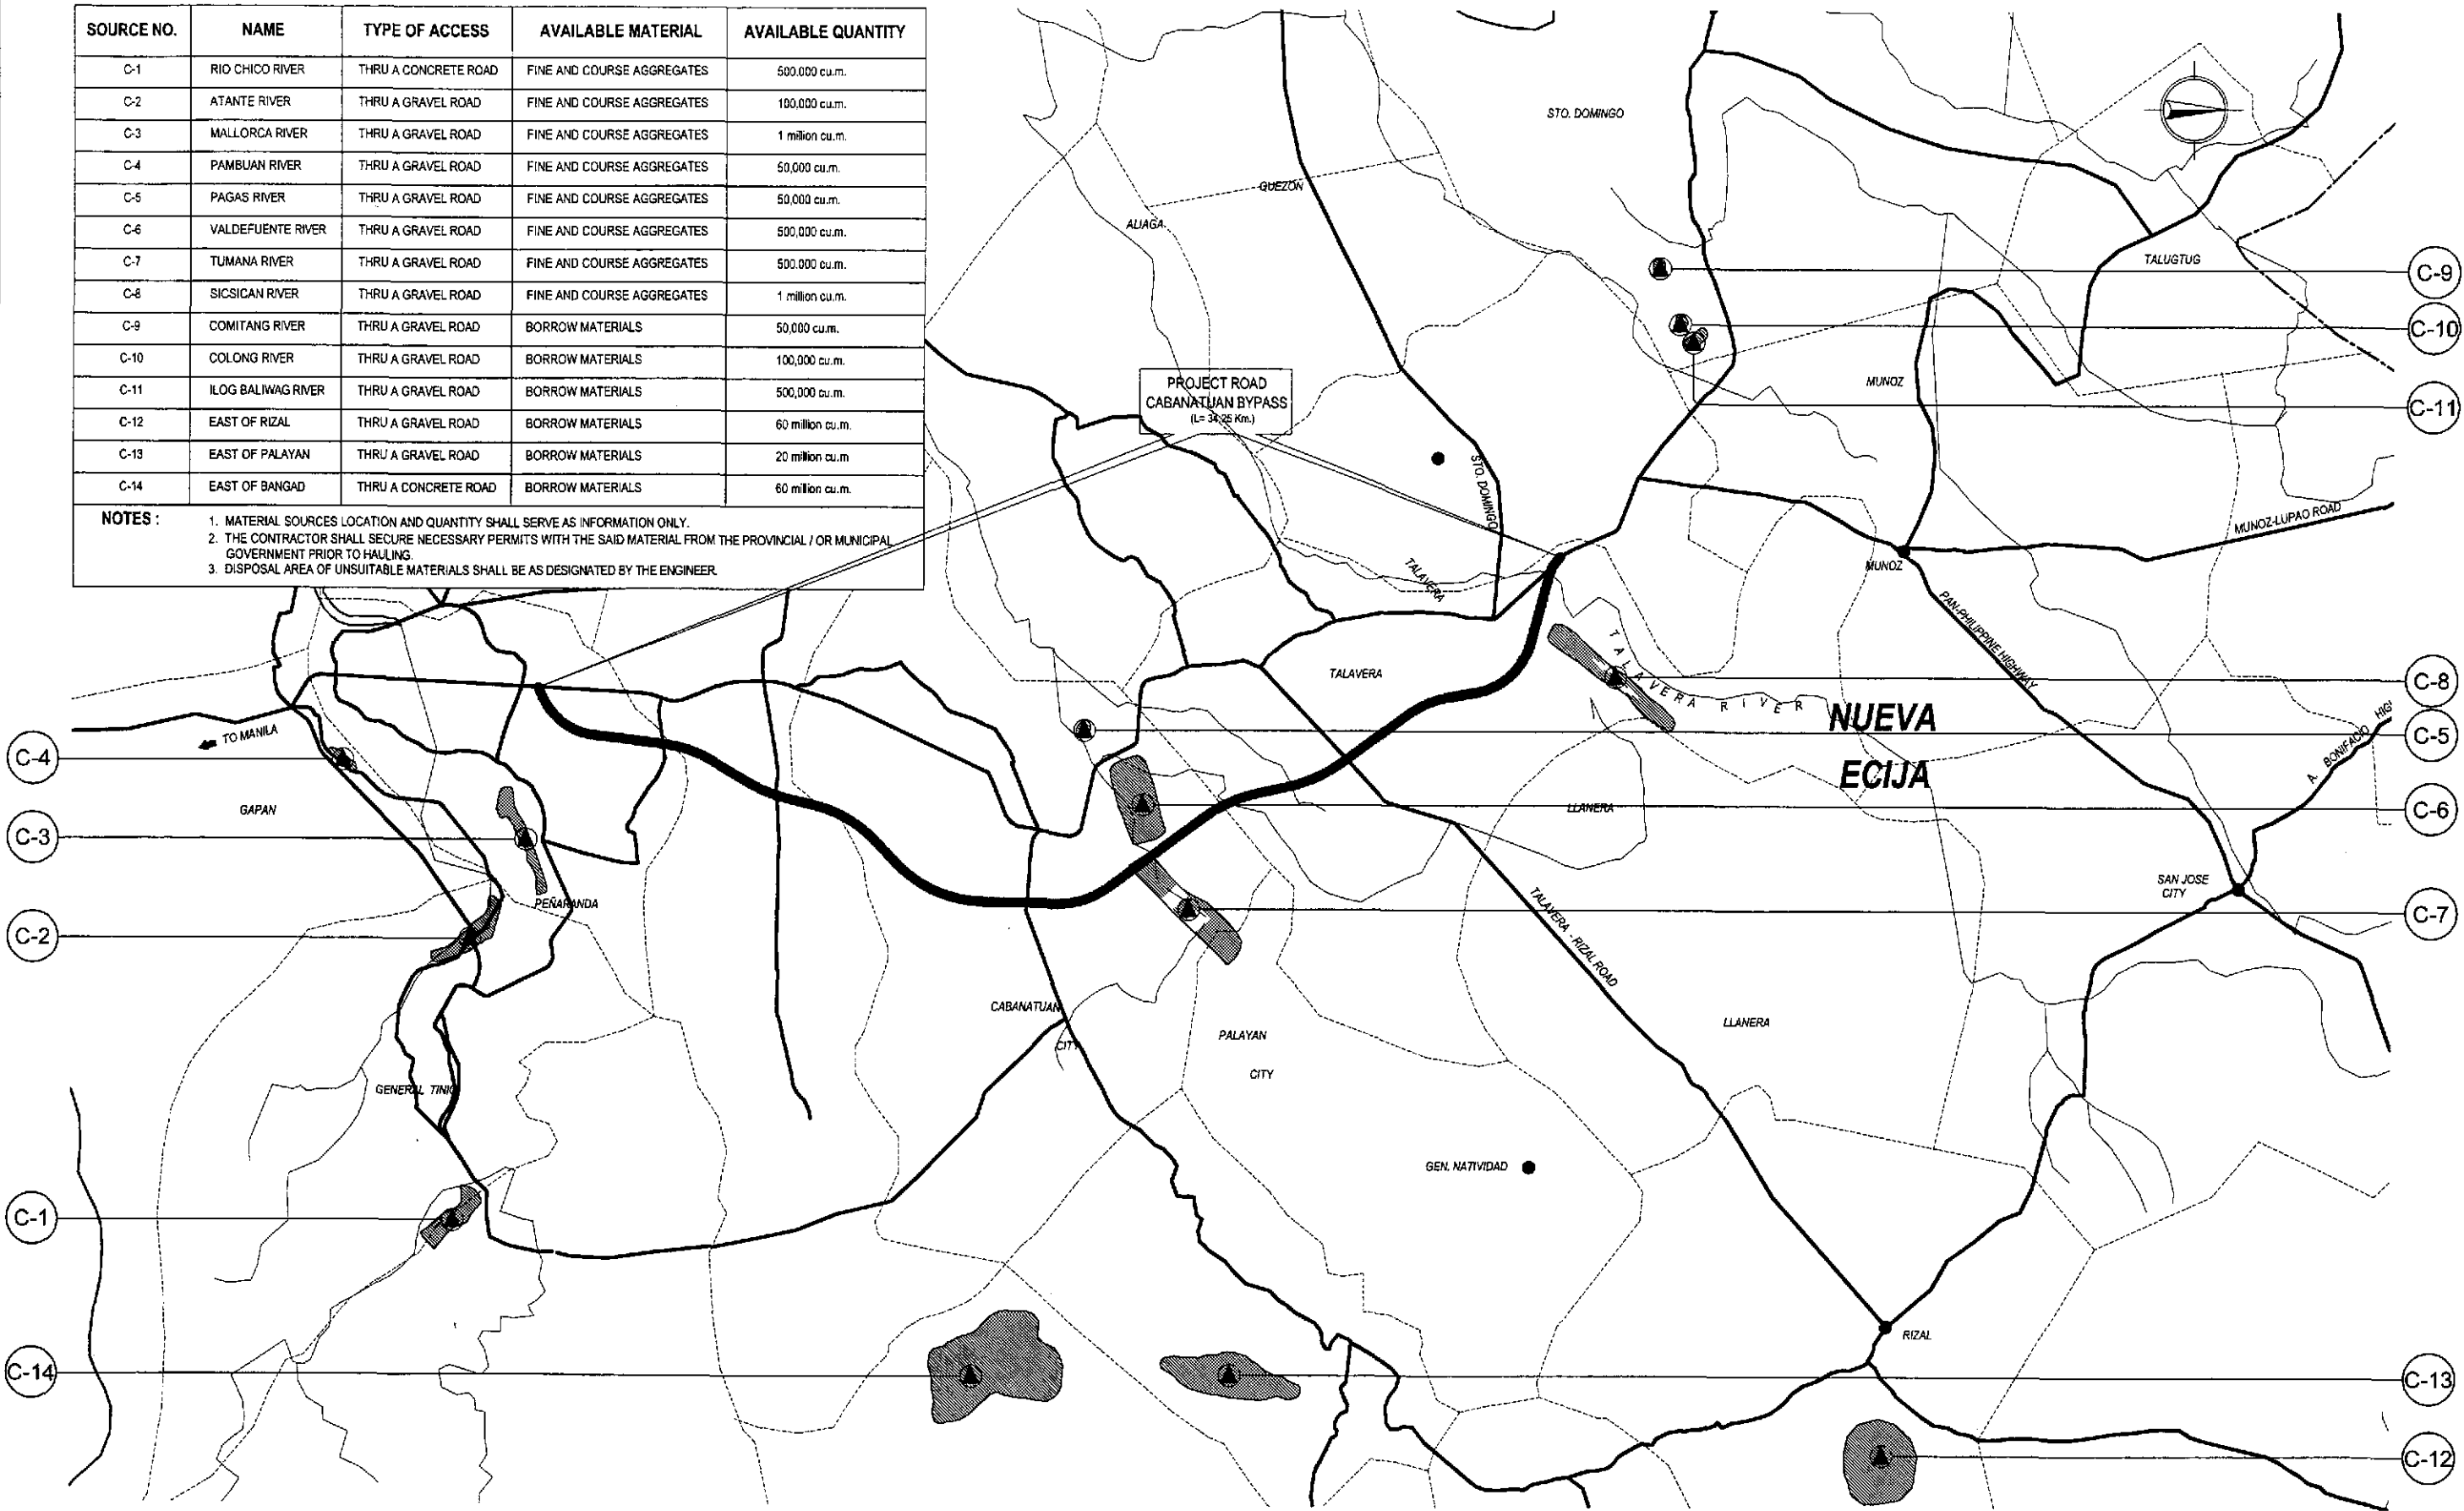 SOURCE NO. NAME TYPE OF ACCESS AVAILABLE MATERIAL AVAILABLE QUANTITY
C-1 RIO CHICO RIVER THRU A CONCRETE ROAD FINE AND COURSE AGGREGATES 500.000 cu.m.
C-2 ATANTE RIVER THRU A GRAVEL ROAD FINE AND COURSE AGGREGATES 100,000 cu.m.
C-3 MALLORCA RIVER THRU A GRAVEL ROAD FINE AND COURSE AGGREGATES 1 million cu.m.
C-4 PAMBUAN RIVER THRU A GRAVEL ROAD FINE AND COURSE AGGREGATES 50,000 cu.m.
C-5 PAGAS RIVER THRU A GRAVEL ROAD FINE AND COURSE AGGREGATES 50,000 cu.m.
C-6 VALDEFUENTE RIVER THRU A GRAVEL ROAD FINE AND COURSE AGGREGATES 500,000 cu.m.
C-7 TUMANA RIVER THRU A GRAVEL ROAD FINE AND COURSE AGGREGATES 500.000 cu.m.
C-8 SICSICAN RIVER THRU A GRAVEL ROAD FINE AND COURSE AGGREGATES 1 million cu.m.
C-9 COMITANG RIVER THRU A GRAVEL ROAD BORROW MATERIALS 50,000 cu.m.
C-10 COLONG RIVER THRU A GRAVEL ROAD BORROW MATERIALS 100,000 cu.m.
C-11 ILOG BALIWAG RIVER THRU A GRAVEL ROAD BORROW MATERIALS 500,000 cu.m.
C-12 EAST OF RIZAL THRU A GRAVEL ROAD BORROW MATERIALS 60 million cu.m.
C-13 EAST OF PALAYAN THRU A GRAVEL ROAD BORROW MATERIALS 20 million cu.m
C-14 EAST OF BANGAD THRU A CONCRETE ROAD BORROW MATERIALS 60 million cu.m.
NOTES :
1. MATERIAL SOURCES LOCATION AND QUANTITY SHALL SERVE AS INFORMATION ONLY.
2. THE CONTRACTOR SHALL SECURE NECESSARY PERMITS WITH THE SAID MATERIAL FROM THE PROVINCIAL / OR MUNICIPAL
GOVERNMENT PRIOR TO HAULING.
3. DISPOSAL AREA OF UNSUITABLE MATERIALS SHALL BE AS DESIGNATED BY THE ENGINEER.
STO. DOMINGO
QUEZON
ALIAGA
TALUGTUG
C-9
C-10
C-11
MUNOZ
PROJECT ROAD
CABANATUAN BYPASS
(L= 34.25 Km.)
STO. DOMINGO
MUNOZ-LUPAO ROAD
TALAVERA
MUNOZ
PAN-PHILIPPINE HIGHWAY
TALAVERA
TALAVERA RIVER
C-8
NUEVA
ECIJA
C-5
A. BONIFACIO HIG
TO MANILA
C-4
GAPAN
LLANERA
C-6
C-3
SAN JOSE
CITY
PEÑARANDA
C-7
C-2
TALAVERA - RIZAL ROAD
CABANATUAN
CITY
PALAYAN
CITY
LLANERA
GENERAL TINIO
GEN. NATIVIDAD
C-1
RIZAL
C-14
C-13
C-12